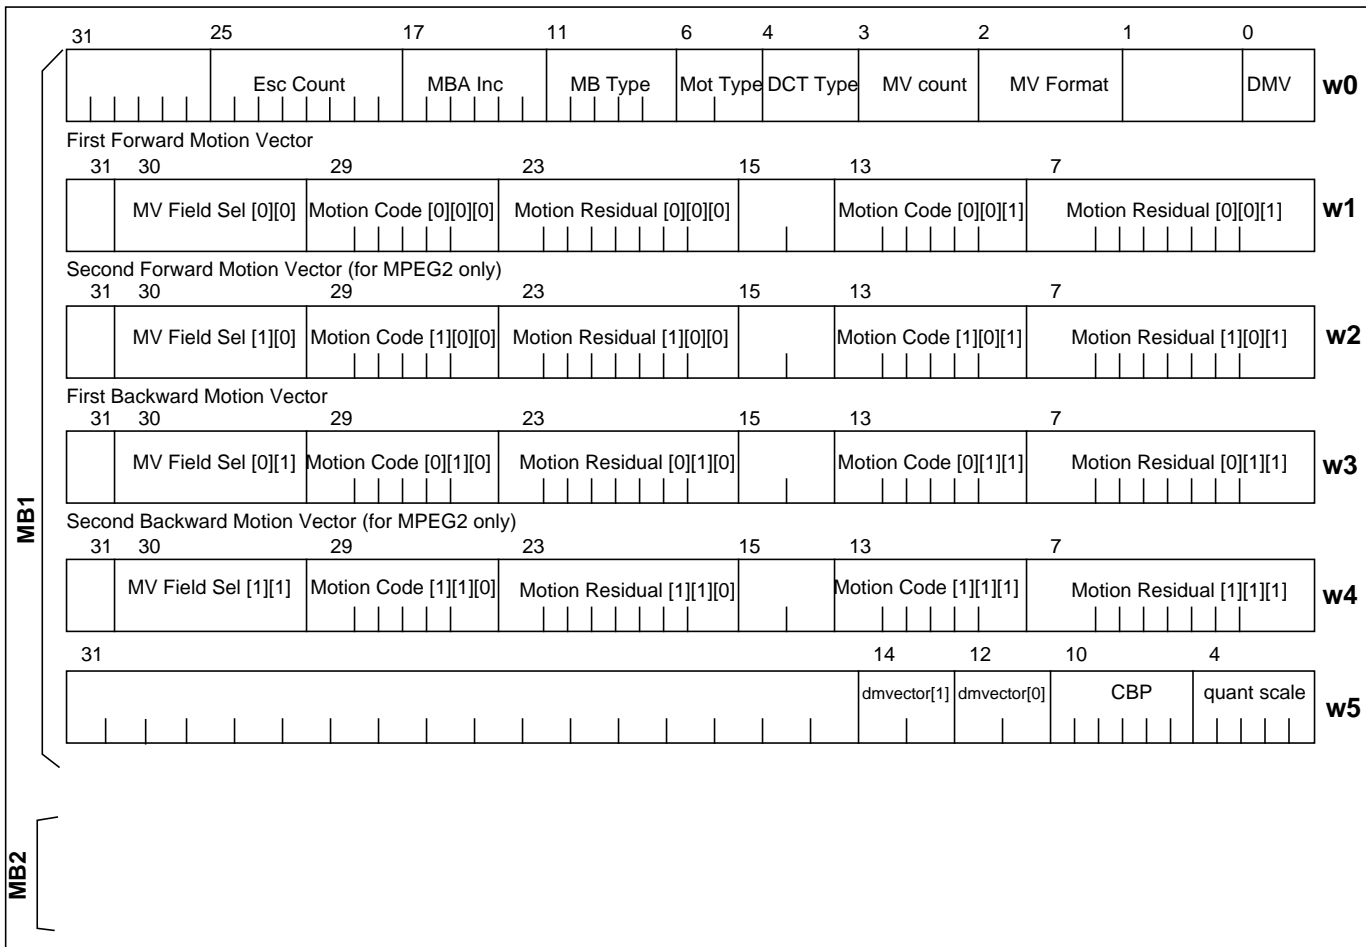 31 25 17 11 6 4 3 2 1 0
Esc Count MBA Inc MB Type Mot Type DCT Type MV count MV Format DMV w0
First Forward Motion Vector
31 30 29 23 15 13 7
MV Field Sel [0][0] Motion Code [0][0][0] Motion Residual [0][0][0] Motion Code [0][0][1] Motion Residual [0][0][1] w1
Second Forward Motion Vector (for MPEG2 only)
31 30 29 23 15 13 7
MV Field Sel [1][0] Motion Code [1][0][0] Motion Residual [1][0][0] Motion Code [1][0][1] Motion Residual [1][0][1] w2
First Backward Motion Vector
31 30 29 23 15 13 7
MV Field Sel [0][1] Motion Code [0][1][0] Motion Residual [0][1][0] Motion Code [0][1][1] Motion Residual [0][1][1] w3
MB1
Second Backward Motion Vector (for MPEG2 only)
31 30 29 23 15 13 7
MV Field Sel [1][1] Motion Code [1][1][0] Motion Residual [1][1][0] Motion Code [1][1][1] Motion Residual [1][1][1] w4
31 14 12 10 4
dmvector[1] dmvector[0] CBP quant scale w5
MB2